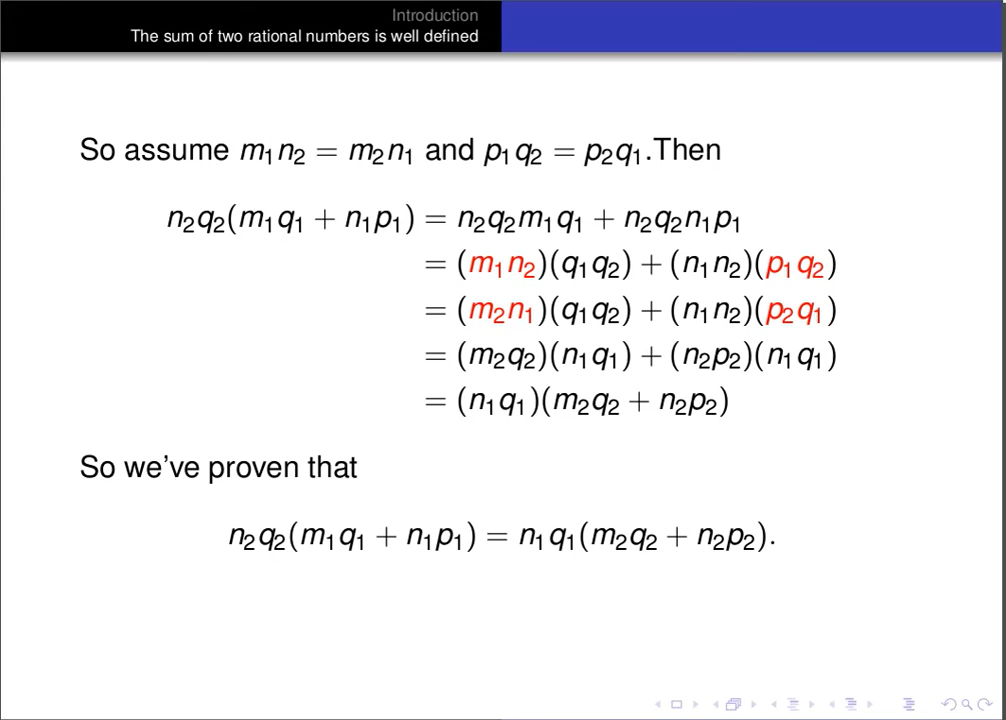 Introduction
The sum of two rational numbers is well defined
So assume m₁n₂ = m₂n₁ and p₁q₂ = p₂q₁.Then
n₂q₂(m₁q₁ + n₁p₁) = n₂q₂m₁q₁ + n₂q₂n₁p₁
= (m₁n₂)(q₁q₂) + (n₁n₂)(p₁q₂)
= (m₂n₁)(q₁q₂) + (n₁n₂)(p₂q₁)
= (m₂q₂)(n₁q₁) + (n₂p₂)(n₁q₁)
= (n₁q₁)(m₂q₂ + n₂p₂)
So we've proven that
n₂q₂(m₁q₁ + n₁p₁) = n₁q₁(m₂q₂ + n₂p₂).